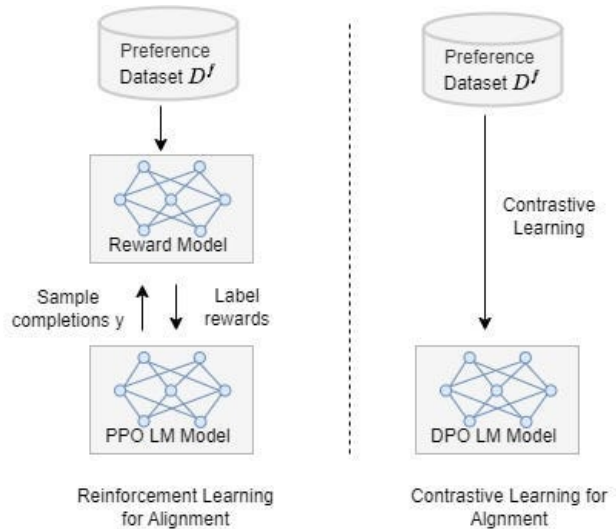 Preference
Dataset D^f
Reward Model
Sample
completions y
Label
rewards
PPO LM Model
Reinforcement Learning
for Alignment
Preference
Dataset D^f
Contrastive
Learning
DPO LM Model
Contrastive Learning for
Algnment